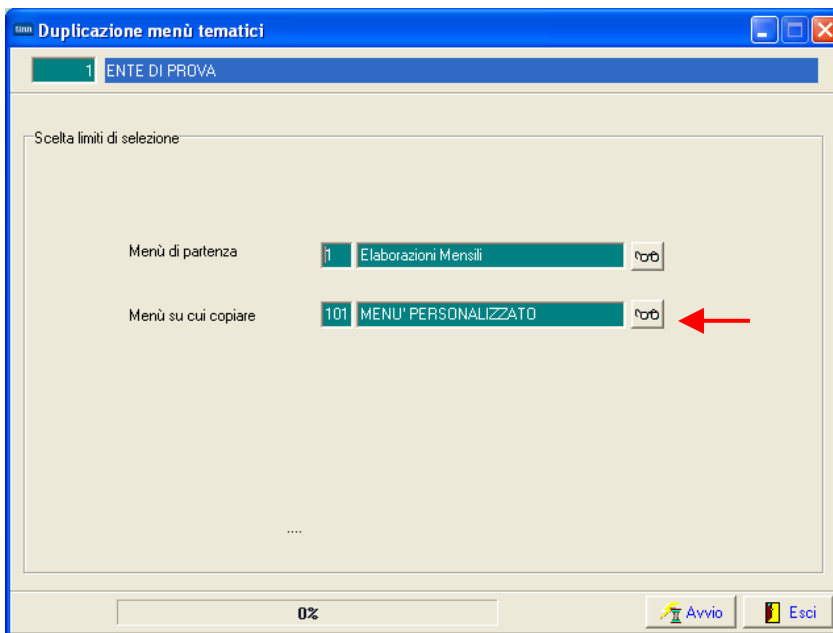 tinn Duplicazione menù tematici
1 ENTE DI PROVA
Scelta limiti di selezione
Menù di partenza 1 Elaborazioni Mensili
Menù su cui copiare 101 MENU' PERSONALIZZATO
....
0% Avvio Esci